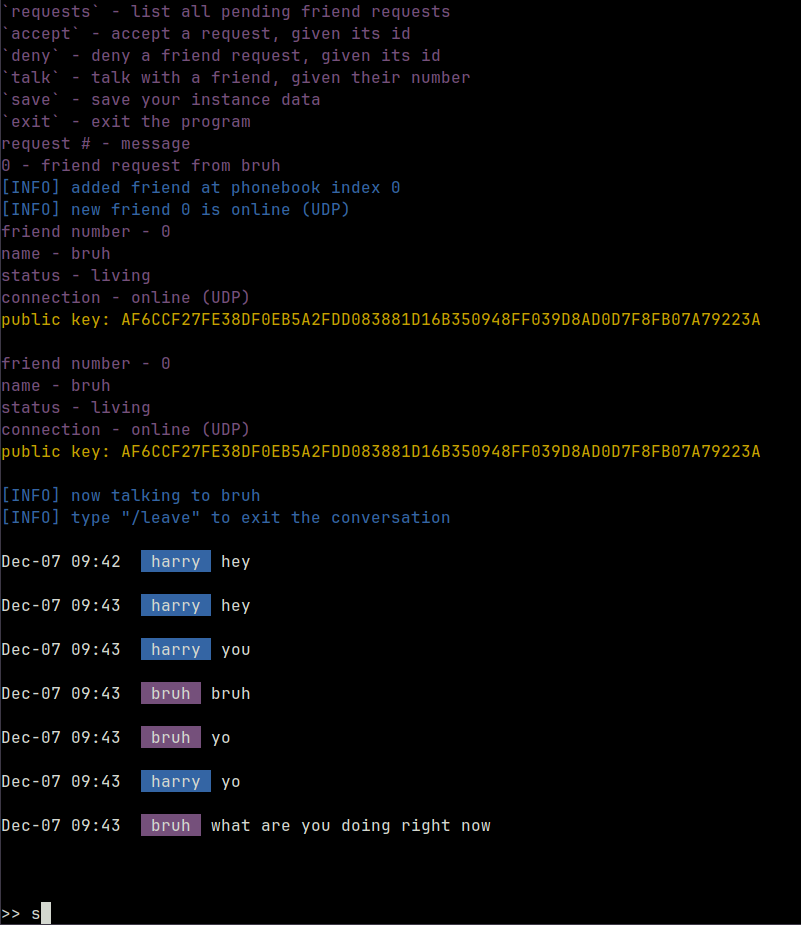 `requests` - list all pending friend requests
`accept` - accept a request, given its id
`deny` - deny a friend request, given its id
`talk` - talk with a friend, given their number
`save` - save your instance data
`exit` - exit the program
request # - message
0 - friend request from bruh
[INFO] added friend at phonebook index 0
[INFO] new friend 0 is online (UDP)
friend number - 0
name - bruh
status - living
connection - online (UDP)
public key: AF6CCF27FE38DF0EB5A2FDD083881D16B350948FF039D8AD0D7F8FB07A79223A
friend number - 0
name - bruh
status - living
connection - online (UDP)
public key: AF6CCF27FE38DF0EB5A2FDD083881D16B350948FF039D8AD0D7F8FB07A79223A
[INFO] now talking to bruh
[INFO] type "/leave" to exit the conversation
Dec-07 09:42 harry hey
Dec-07 09:43 harry hey
Dec-07 09:43 harry you
Dec-07 09:43 bruh bruh
Dec-07 09:43 bruh yo
Dec-07 09:43 harry yo
Dec-07 09:43 bruh what are you doing right now
>> s